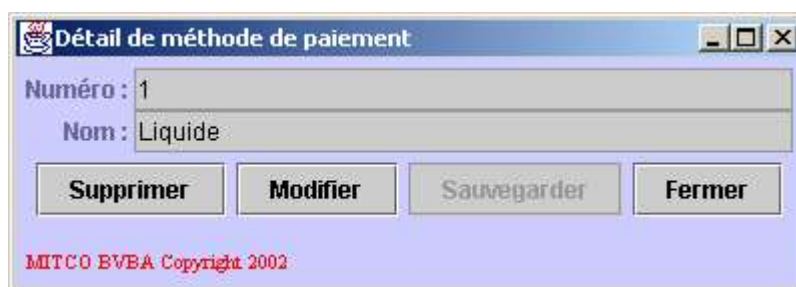 Détail de méthode de paiement
Numéro : 1
Nom : Liquide
Supprimer Modifier Sauvegarder Fermer
MITCO BVBA Copyright 2002